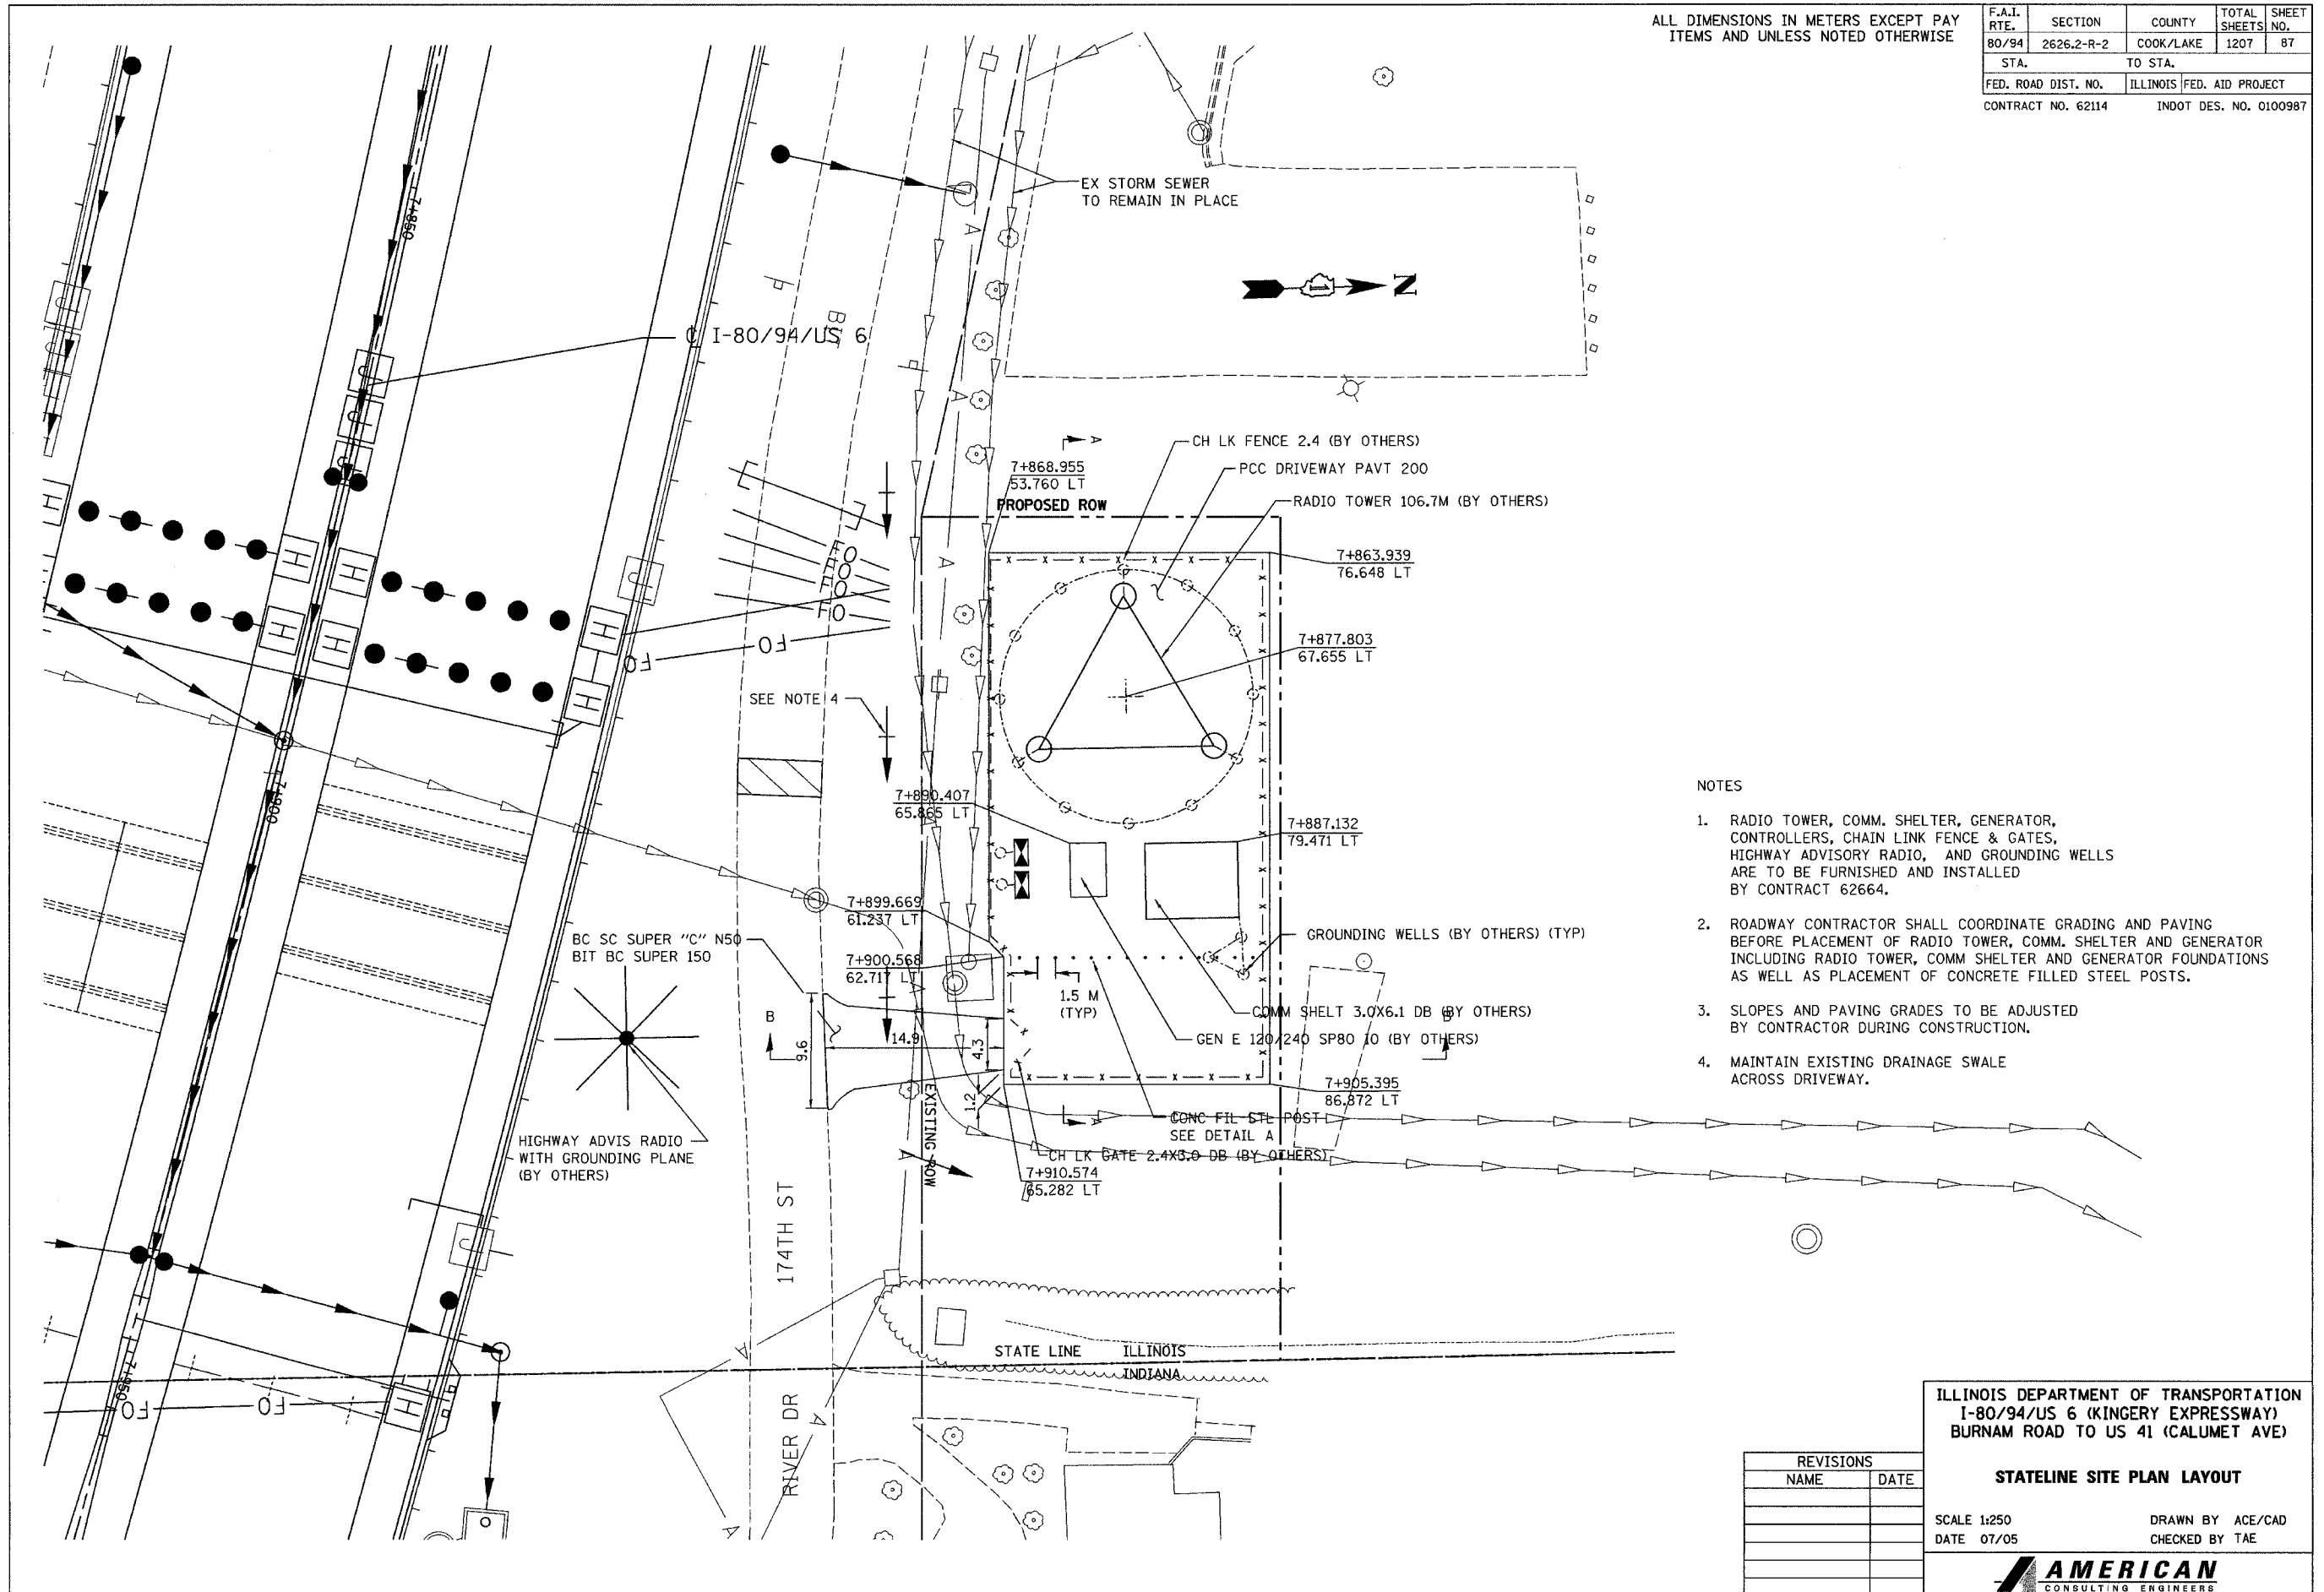 ALL DIMENSIONS IN METERS EXCEPT PAY
ITEMS AND UNLESS NOTED OTHERWISE
F.A.I. RTE. SECTION COUNTY TOTAL SHEETS SHEET NO.
80/94 2626.2-R-2 COOK/LAKE 1207 87
STA. TO STA.
FED. ROAD DIST. NO. ILLINOIS FED. AID PROJECT
CONTRACT NO. 62114 INDOT DES. NO. 0100987
EX STORM SEWER
TO REMAIN IN PLACE
7+850
N
I-80/94/US 6
A
CH LK FENCE 2.4 (BY OTHERS)
PCC DRIVEWAY PAVT 200
RADIO TOWER 106.7M (BY OTHERS)
7+868.955
53.760 LT
PROPOSED ROW
7+863.939
76.648 LT
7+877.803
67.655 LT
FO FO
SEE NOTE 4
7+900
7+890.407
65.865 LT
7+887.132
79.471 LT
7+899.669
61.237 LT
7+900.568
62.717 LT
BC SC SUPER "C" N50
BIT BC SUPER 150
GROUNDING WELLS (BY OTHERS) (TYP)
1.5 M
(TYP)
COMM SHELT 3.0X6.1 DB (BY OTHERS)
GEN E 120/240 SP80 10 (BY OTHERS)
B
B
9.6
14.9
4.3
1.2
7+905.395
86.872 LT
CONC FIL STL POST
SEE DETAIL A
A
CH LK GATE 2.4X3.0 DB (BY OTHERS)
7+910.574
65.282 LT
EXISTING ROW
HIGHWAY ADVIS RADIO
WITH GROUNDING PLANE
(BY OTHERS)
174TH ST
RIVER DR
STATE LINE ILLINOIS
INDIANA
7+950
FO FO
NOTES
1. RADIO TOWER, COMM. SHELTER, GENERATOR,
CONTROLLERS, CHAIN LINK FENCE & GATES,
HIGHWAY ADVISORY RADIO, AND GROUNDING WELLS
ARE TO BE FURNISHED AND INSTALLED
BY CONTRACT 62664.
2. ROADWAY CONTRACTOR SHALL COORDINATE GRADING AND PAVING
BEFORE PLACEMENT OF RADIO TOWER, COMM. SHELTER AND GENERATOR
INCLUDING RADIO TOWER, COMM SHELTER AND GENERATOR FOUNDATIONS
AS WELL AS PLACEMENT OF CONCRETE FILLED STEEL POSTS.
3. SLOPES AND PAVING GRADES TO BE ADJUSTED
BY CONTRACTOR DURING CONSTRUCTION.
4. MAINTAIN EXISTING DRAINAGE SWALE
ACROSS DRIVEWAY.
REVISIONS
NAME DATE
ILLINOIS DEPARTMENT OF TRANSPORTATION
I-80/94/US 6 (KINGERY EXPRESSWAY)
BURNAM ROAD TO US 41 (CALUMET AVE)
STATELINE SITE PLAN LAYOUT
SCALE 1:250 DRAWN BY ACE/CAD
DATE 07/05 CHECKED BY TAE
AMERICAN
CONSULTING ENGINEERS